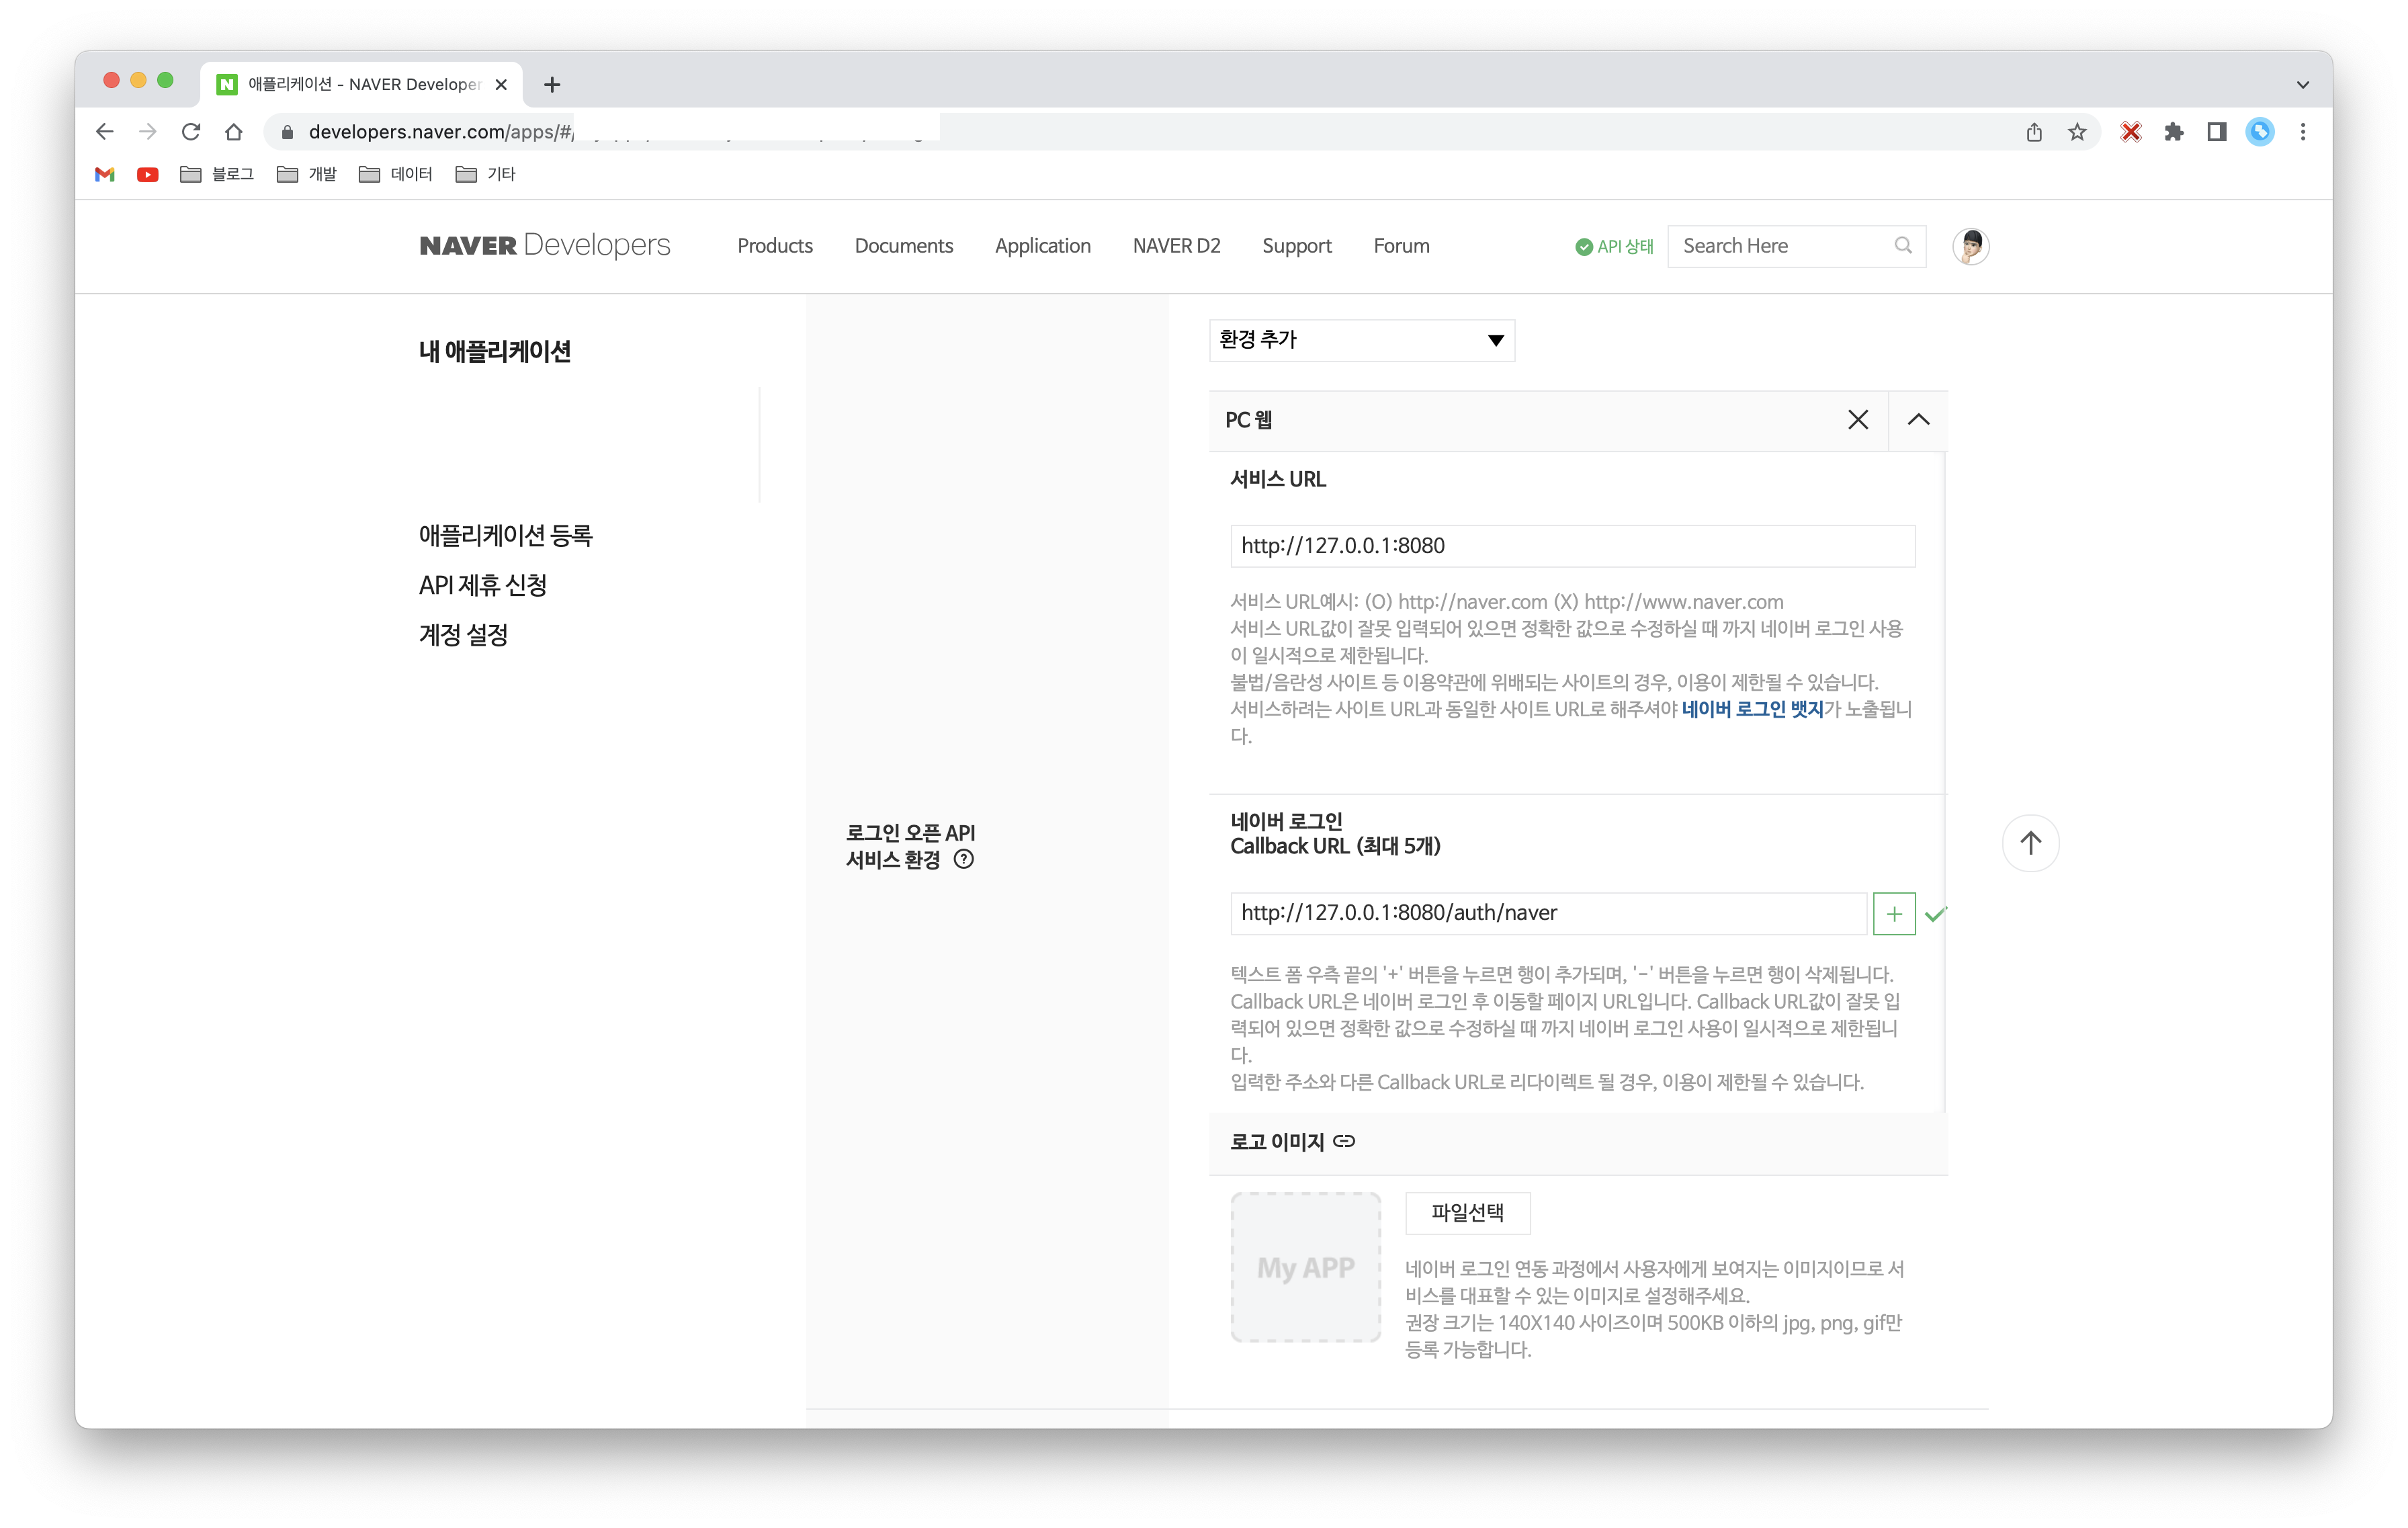 애플리케이션 - NAVER Developer
developers.naver.com/apps/#/
블로그
개발
데이터
기타
NAVER Developers
Products
Documents
Application
NAVER D2
Support
Forum
API 상태
Search Here
내 애플리케이션
애플리케이션 등록
API 제휴 신청
계정 설정
로그인 오픈 API
서비스 환경 ?
환경 추가
PC 웹
서비스 URL
http://127.0.0.1:8080
서비스 URL예시: (O) http://naver.com (X) http://www.naver.com
서비스 URL값이 잘못 입력되어 있으면 정확한 값으로 수정하실 때 까지 네이버 로그인 사용
이 일시적으로 제한됩니다.
불법/음란성 사이트 등 이용약관에 위배되는 사이트의 경우, 이용이 제한될 수 있습니다.
서비스하려는 사이트 URL과 동일한 사이트 URL로 해주셔야 네이버 로그인 뱃지가 노출됩니
다.
네이버 로그인
Callback URL (최대 5개)
http://127.0.0.1:8080/auth/naver
텍스트 폼 우측 끝의 '+' 버튼을 누르면 행이 추가되며, '-' 버튼을 누르면 행이 삭제됩니다.
Callback URL은 네이버 로그인 후 이동할 페이지 URL입니다. Callback URL값이 잘못 입
력되어 있으면 정확한 값으로 수정하실 때 까지 네이버 로그인 사용이 일시적으로 제한됩니
다.
입력한 주소와 다른 Callback URL로 리다이렉트 될 경우, 이용이 제한될 수 있습니다.
로고 이미지
My APP
파일선택
네이버 로그인 연동 과정에서 사용자에게 보여지는 이미지이므로 서
비스를 대표할 수 있는 이미지로 설정해주세요.
권장 크기는 140X140 사이즈이며 500KB 이하의 jpg, png, gif만
등록 가능합니다.